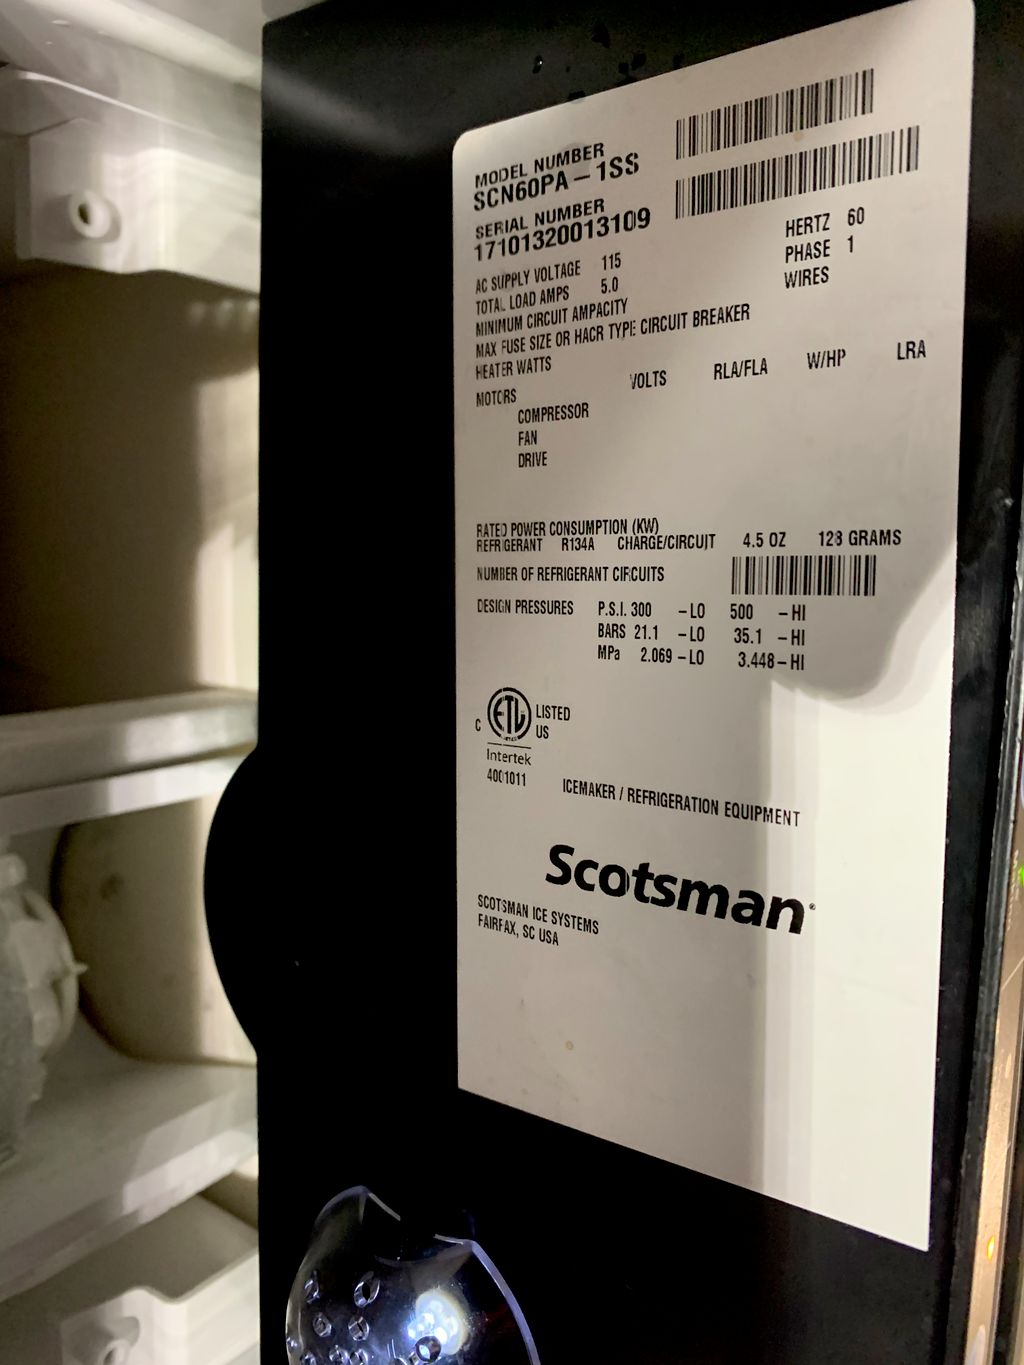 MODEL NUMBER
SCN60PA-1SS
SERIAL NUMBER
17101320013109
AC SUPPLY VOLTAGE 115 HERTZ 60
TOTAL LOAD AMPS 5.0 PHASE 1
MINIMUM CIRCUIT AMPACITY WIRES
MAX FUSE SIZE OR HACR TYPE CIRCUIT BREAKER
HEATER WATTS
MOTORS VOLTS RLA/FLA W/HP LRA
COMPRESSOR
FAN
DRIVE
RATED POWER CONSUMPTION (KW)
REFRIGERANT R134A CHARGE/CIRCUIT 4.5 OZ 128 GRAMS
NUMBER OF REFRIGERANT CIRCUITS
DESIGN PRESSURES P.S.I. 300 -LO 500 -HI
BARS 21.1 -LO 35.1 -HI
MPa 2.069-LO 3.448-HI
C ETL LISTED
US
Intertek
4001011
ICEMAKER / REFRIGERATION EQUIPMENT
Scotsman
SCOTSMAN ICE SYSTEMS
FAIRFAX, SC USA